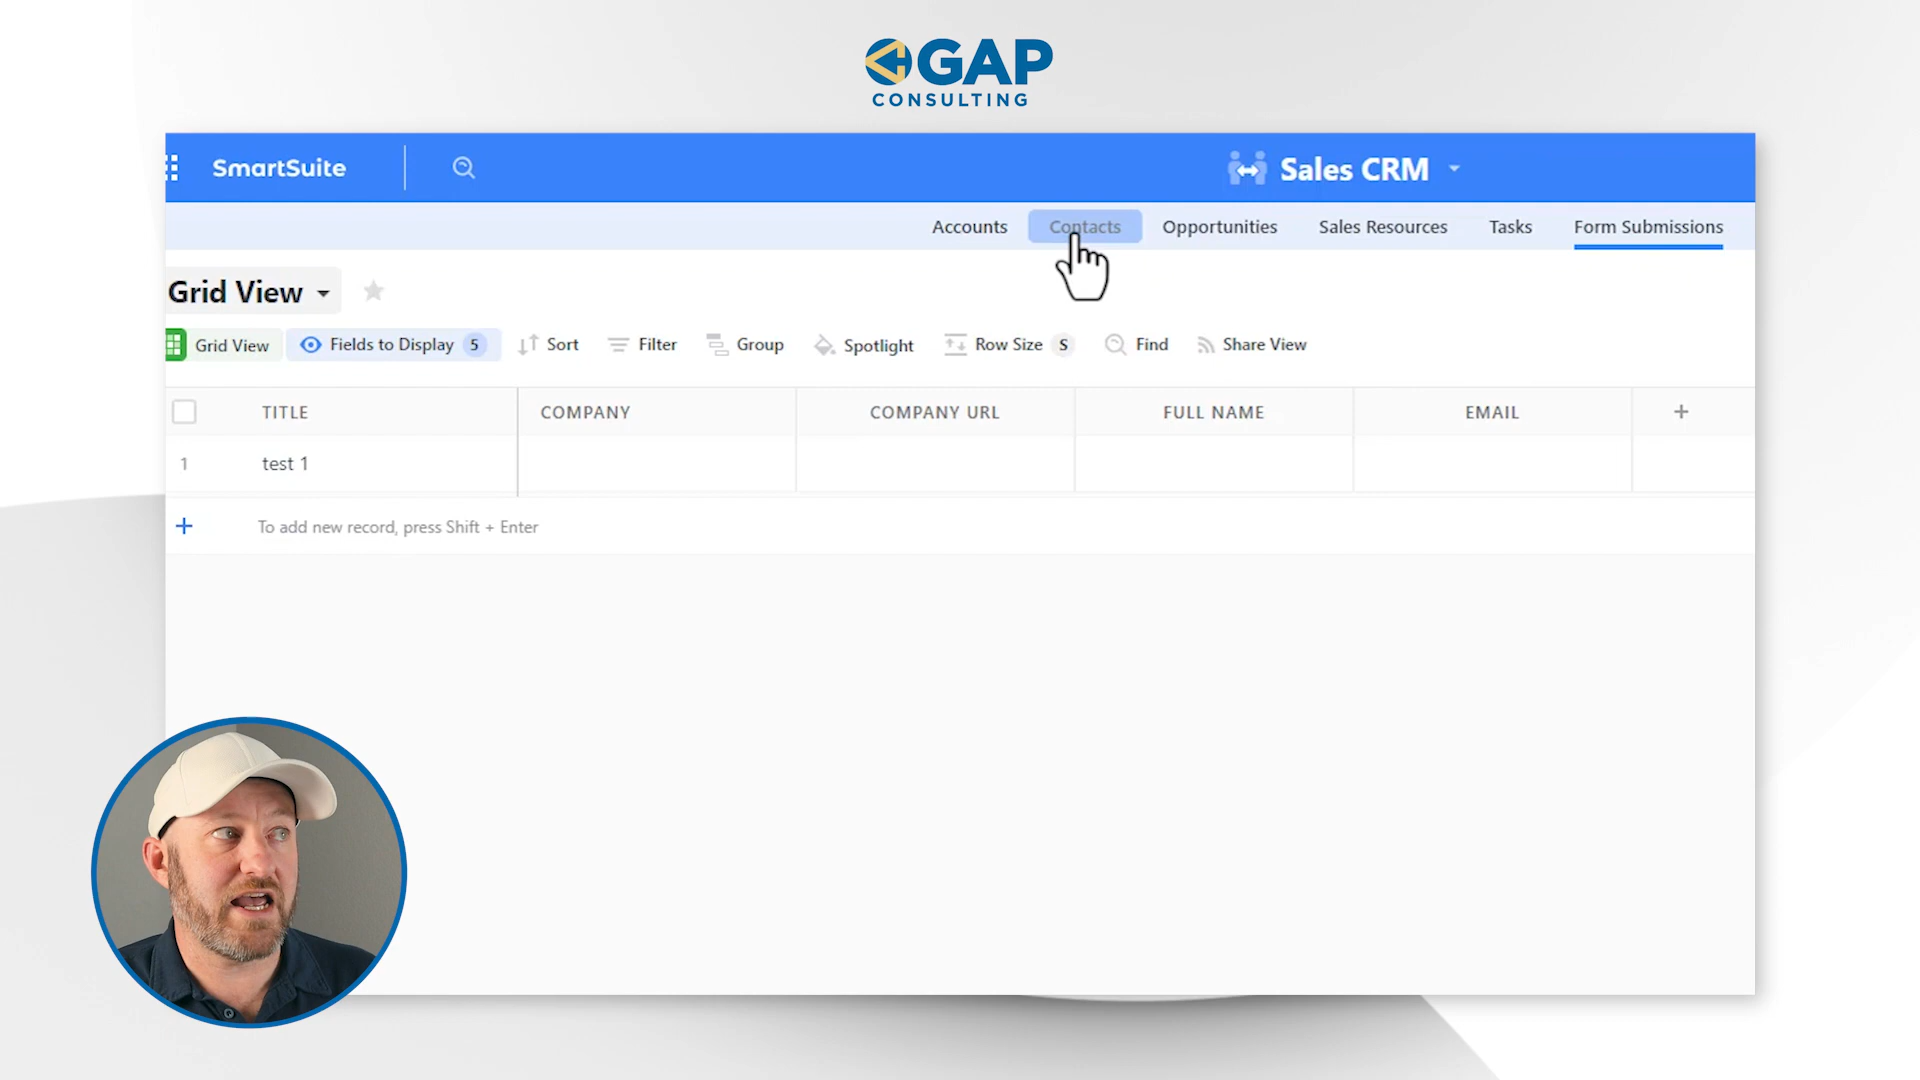 GAP
CONSULTING
SmartSuite
Sales CRM
Accounts Contacts Opportunities Sales Resources Tasks Form Submissions
Grid View
Grid View Fields to Display 5 Sort Filter Group Spotlight Row Size S Find Share View
TITLE COMPANY COMPANY URL FULL NAME EMAIL +
1 test 1
+ To add new record, press Shift + Enter